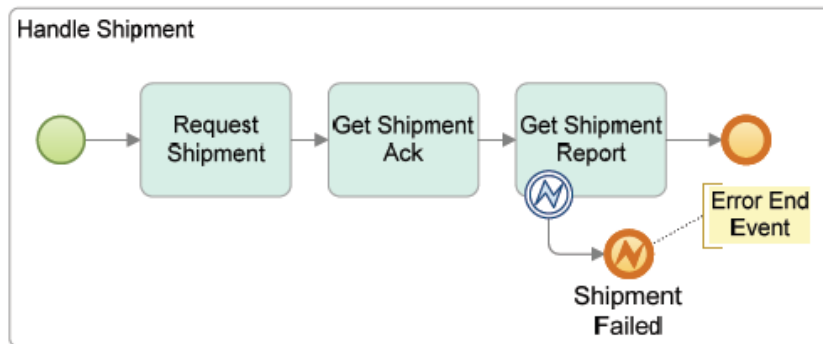 Handle Shipment
Request
Shipment
Get Shipment
Ack
Get Shipment
Report
Error End
Event
Shipment
Failed